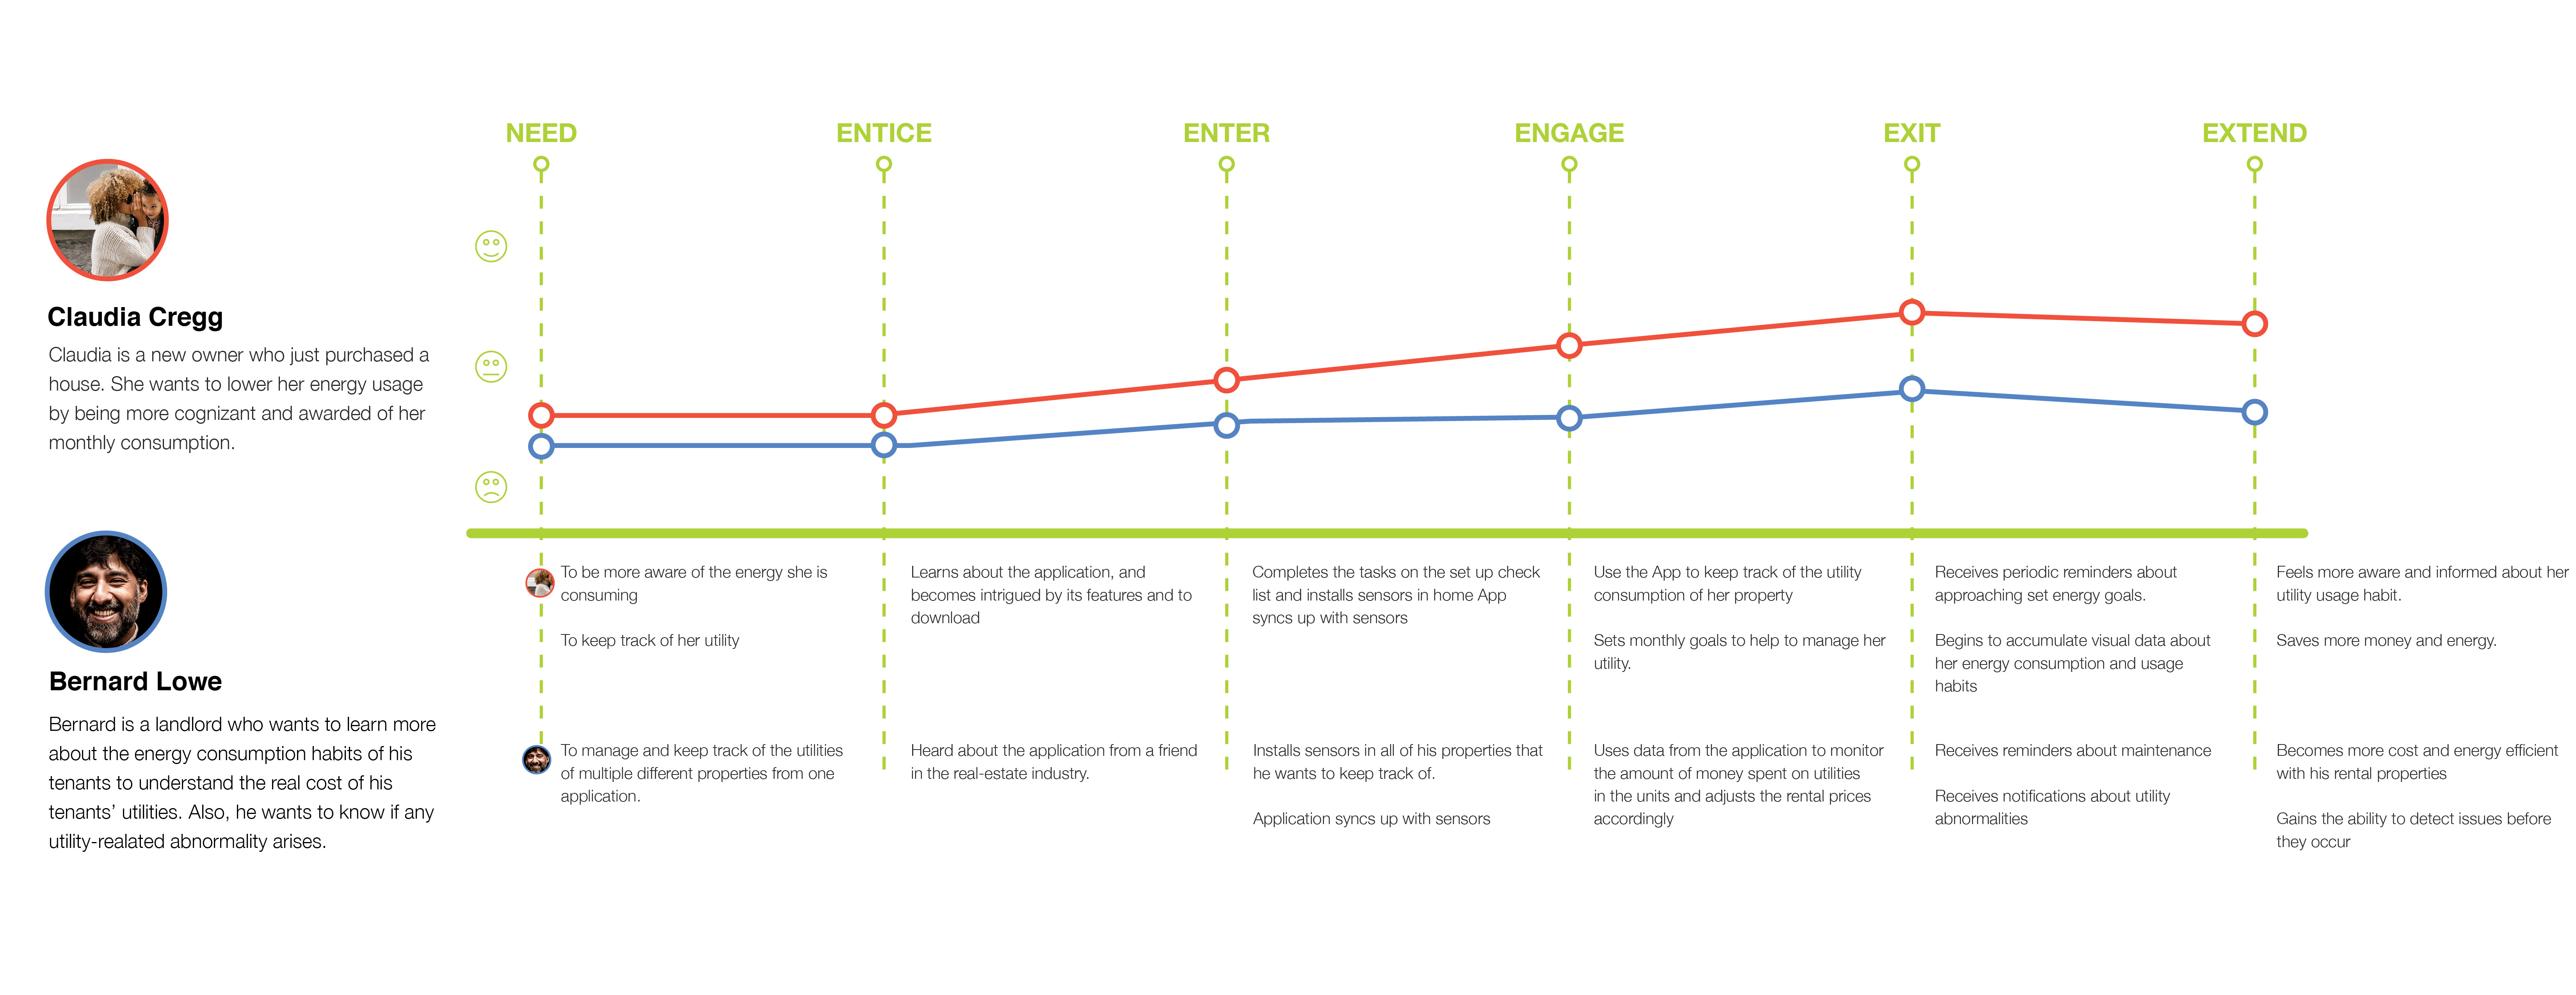 NEED
ENTICE
ENTER
ENGAGE
EXIT
EXTEND
Claudia Cregg
Claudia is a new owner who just purchased a
house. She wants to lower her energy usage
by being more cognizant and awarded of her
monthly consumption.
Bernard Lowe
Bernard is a landlord who wants to learn more
about the energy consumption habits of his
tenants to understand the real cost of his
tenants’ utilities. Also, he wants to know if any
utility-realated abnormality arises.
To be more aware of the energy she is
consuming
To keep track of her utility
Learns about the application, and
becomes intrigued by its features and to
download
Completes the tasks on the set up check
list and installs sensors in home App
syncs up with sensors
Use the App to keep track of the utility
consumption of her property
Sets monthly goals to help to manage her
utility.
Receives periodic reminders about
approaching set energy goals.
Begins to accumulate visual data about
her energy consumption and usage
habits
Feels more aware and informed about her
utility usage habit.
Saves more money and energy.
To manage and keep track of the utilities
of multiple different properties from one
application.
Heard about the application from a friend
in the real-estate industry.
Installs sensors in all of his properties that
he wants to keep track of.
Application syncs up with sensors
Uses data from the application to monitor
the amount of money spent on utilities
in the units and adjusts the rental prices
accordingly
Receives reminders about maintenance
Receives notifications about utility
abnormalities
Becomes more cost and energy efficient
with his rental properties
Gains the ability to detect issues before
they occur